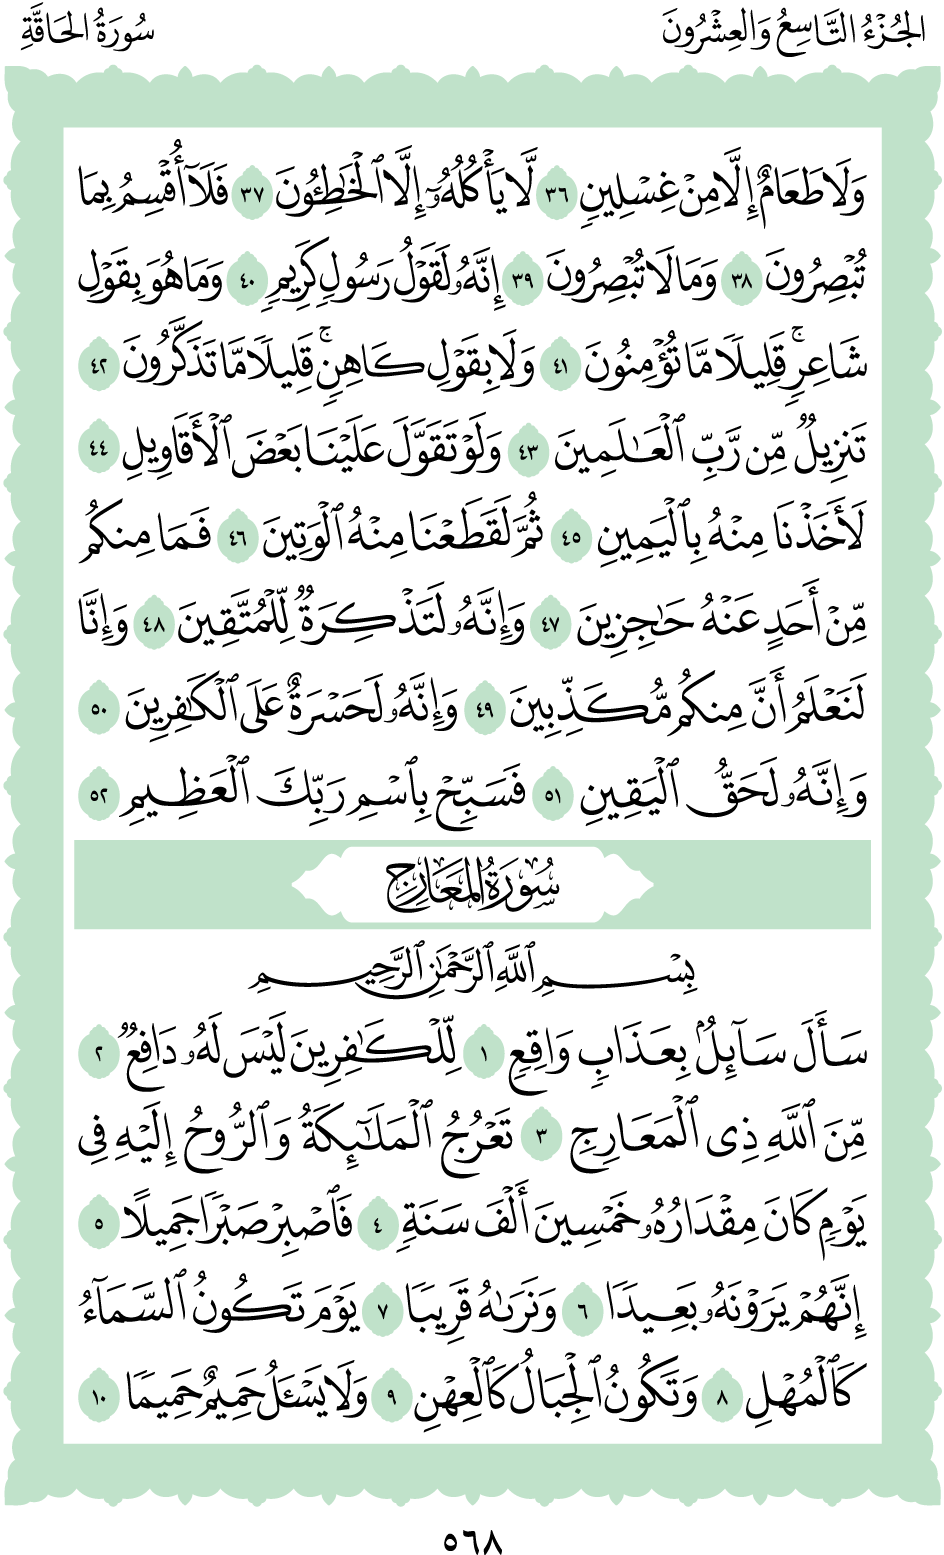 الجُزْءُ التَّاسِعُ وَالعِشْرُونَ
سُورَةُ الحَاقَّةِ
وَلَا طَعَامٌ إِلَّا مِنْ غِسْلِينٍ ٣٦ لَّا يَأْكُلُهُۥٓ إِلَّا ٱلْخَٰطِـُٔونَ ٣٧ فَلَآ أُقْسِمُ بِمَا
تُبْصِرُونَ ٣٨ وَمَا لَا تُبْصِرُونَ ٣٩ إِنَّهُۥ لَقَوْلُ رَسُولٍ كَرِيمٍ ٤٠ وَمَا هُوَ بِقَوْلِ
شَاعِرٍ ۚ قَلِيلًا مَّا تُؤْمِنُونَ ٤١ وَلَا بِقَوْلِ كَاهِنٍ ۚ قَلِيلًا مَّا تَذَكَّرُونَ ٤٢
تَنزِيلٌ مِّن رَّبِّ ٱلْعَٰلَمِينَ ٤٣ وَلَوْ تَقَوَّلَ عَلَيْنَا بَعْضَ ٱلْأَقَاوِيلِ ٤٤
لَأَخَذْنَا مِنْهُ بِٱلْيَمِينِ ٤٥ ثُمَّ لَقَطَعْنَا مِنْهُ ٱلْوَتِينَ ٤٦ فَمَا مِنكُم
مِّنْ أَحَدٍ عَنْهُ حَٰجِزِينَ ٤٧ وَإِنَّهُۥ لَتَذْكِرَةٌ لِّلْمُتَّقِينَ ٤٨ وَإِنَّا
لَنَعْلَمُ أَنَّ مِنكُم مُّكَذِّبِينَ ٤٩ وَإِنَّهُۥ لَحَسْرَةٌ عَلَى ٱلْكَٰفِرِينَ ٥٠
وَإِنَّهُۥ لَحَقُّ ٱلْيَقِينِ ٥١ فَسَبِّحْ بِٱسْمِ رَبِّكَ ٱلْعَظِيمِ ٥٢
سُورَةُ المَعَارِجِ
بِسْمِ ٱللَّهِ ٱلرَّحْمَٰنِ ٱلرَّحِيمِ
سَأَلَ سَآئِلٌۢ بِعَذَابٍ وَاقِعٍ ١ لِّلْكَٰفِرِينَ لَيْسَ لَهُۥ دَافِعٌ ٢
مِّنَ ٱللَّهِ ذِى ٱلْمَعَارِجِ ٣ تَعْرُجُ ٱلْمَلَٰٓئِكَةُ وَٱلرُّوحُ إِلَيْهِ فِى
يَوْمٍ كَانَ مِقْدَارُهُۥ خَمْسِينَ أَلْفَ سَنَةٍ ٤ فَٱصْبِرْ صَبْرًا جَمِيلًا ٥
إِنَّهُمْ يَرَوْنَهُۥ بَعِيدًا ٦ وَنَرَىٰهُ قَرِيبًا ٧ يَوْمَ تَكُونُ ٱلسَّمَآءُ
كَٱلْمُهْلِ ٨ وَتَكُونُ ٱلْجِبَالُ كَٱلْعِهْنِ ٩ وَلَا يَسْـَٔلُ حَمِيمٌ حَمِيمًا ١٠
٥٦٨